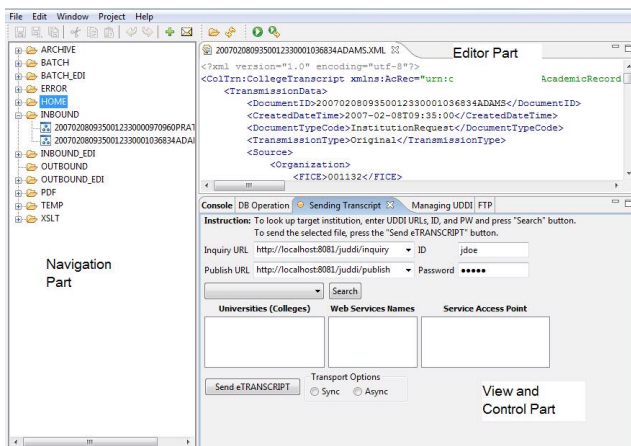 File Edit Window Project Help
ARCHIVE
BATCH
BATCH_EDI
ERROR
HOME
INBOUND
20070208093500123300009709​60PRAT
20070208093500123300010368​34ADAI
INBOUND_EDI
OUTBOUND
OUTBOUND_EDI
PDF
TEMP
XSLT
Navigation
Part
2007020809350012330001036834ADAMS.XML
Editor Part
<?xml version="1.0" encoding="utf-8"?>
<ColTrn:CollegeTranscript xmlns:AcRec="urn:c AcademicRecord
<TransmissionData>
<DocumentID>2007020809350012330001036834ADAMS</DocumentID>
<CreatedDateTime>2007-02-08T09:35:00</CreatedDateTime>
<DocumentTypeCode>InstitutionRequest</DocumentTypeCode>
<TransmissionType>Original</TransmissionType>
<Source>
<Organization>
<FICE>001132</FICE>
Console DB Operation Sending Transcript Managing UDDI FTP
Instruction: To look up target institution, enter UDDI URLs, ID, and PW and press "Search" button.
To send the selected file, press the "Send eTRANSCRIPT" button.
Inquiry URL http://localhost:8081/juddi/inquiry ID jdoe
Publish URL http://localhost:8081/juddi/publish Password ●●●●●
Search
Universities (Colleges) Web Services Names Service Access Point
Transport Options
Send eTRANSCRIPT Sync Async
View and
Control Part